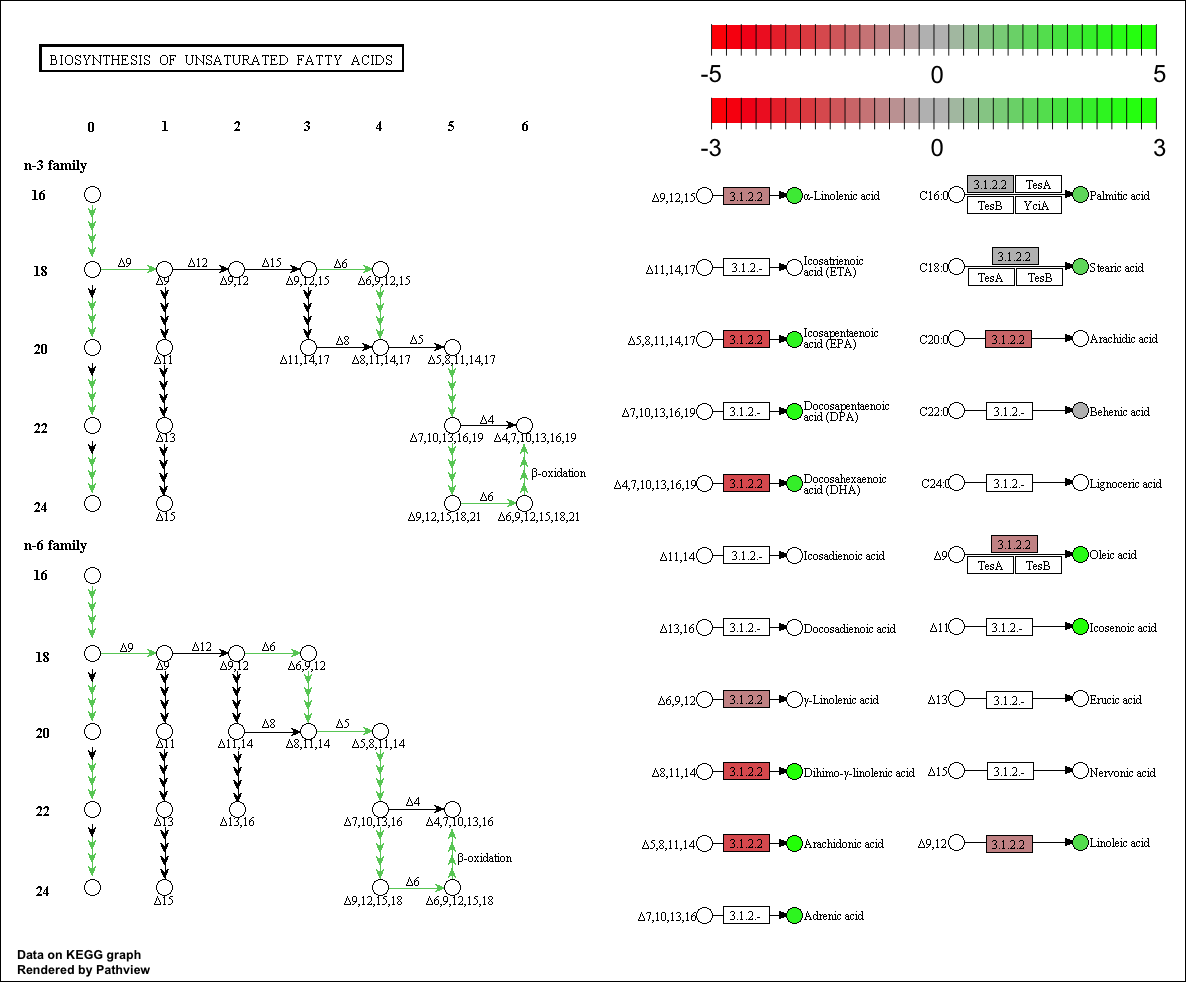 BIOSYNTHESIS OF UNSATURATED FATTY ACIDS
-5 0 5
-3 0 3
0 1 2 3 4 5 6
n-3 family
16
18
Δ9 Δ12 Δ15 Δ6
Δ9 Δ9,12 Δ9,12,15 Δ6,9,12,15
20
Δ8 Δ5
Δ11 Δ11,14,17 Δ8,11,14,17 Δ5,8,11,14,17
22
Δ4
Δ13 Δ7,10,13,16,19 Δ4,7,10,13,16,19
β-oxidation
24
Δ6
Δ15 Δ9,12,15,18,21 Δ6,9,12,15,18,21
n-6 family
16
18
Δ9 Δ12 Δ6
Δ9 Δ9,12 Δ6,9,12
20
Δ8 Δ5
Δ11 Δ11,14 Δ8,11,14 Δ5,8,11,14
22
Δ4
Δ13 Δ13,16 Δ7,10,13,16 Δ4,7,10,13,16
β-oxidation
24
Δ6
Δ15 Δ9,12,15,18 Δ6,9,12,15,18
Δ9,12,15 3.1.2.2 α-Linolenic acid
Δ11,14,17 3.1.2.- Icosatrienoic
acid (ETA)
Δ5,8,11,14,17 3.1.2.2 Icosapentaenoic
acid (EPA)
Δ7,10,13,16,19 3.1.2.- Docosapentaenoic
acid (DPA)
Δ4,7,10,13,16,19 3.1.2.2 Docosahexaenoic
acid (DHA)
Δ11,14 3.1.2.- Icosadienoic acid
Δ13,16 3.1.2.- Docosadienoic acid
Δ6,9,12 3.1.2.2 γ-Linolenic acid
Δ8,11,14 3.1.2.2 Dihimo-γ-linolenic acid
Δ5,8,11,14 3.1.2.2 Arachidonic acid
Δ7,10,13,16 3.1.2.- Adrenic acid
3.1.2.2 TesA
C16:0 Palmitic acid
TesB YciA
3.1.2.2
C18:0 Stearic acid
TesA TesB
C20:0 3.1.2.2 Arachidic acid
C22:0 3.1.2.- Behenic acid
C24:0 3.1.2.- Lignoceric acid
3.1.2.2
Δ9 Oleic acid
TesA TesB
Δ11 3.1.2.- Icosenoic acid
Δ13 3.1.2.- Erucic acid
Δ15 3.1.2.- Nervonic acid
Δ9,12 3.1.2.2 Linoleic acid
Data on KEGG graph
Rendered by Pathview